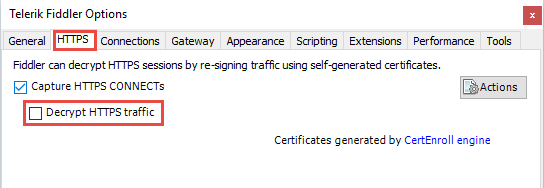 Telerik Fiddler Options
General HTTPS Connections Gateway Appearance Scripting Extensions Performance Tools
Fiddler can decrypt HTTPS sessions by re-signing traffic using self-generated certificates.
Capture HTTPS CONNECTs
Actions
Decrypt HTTPS traffic
Certificates generated by CertEnroll engine